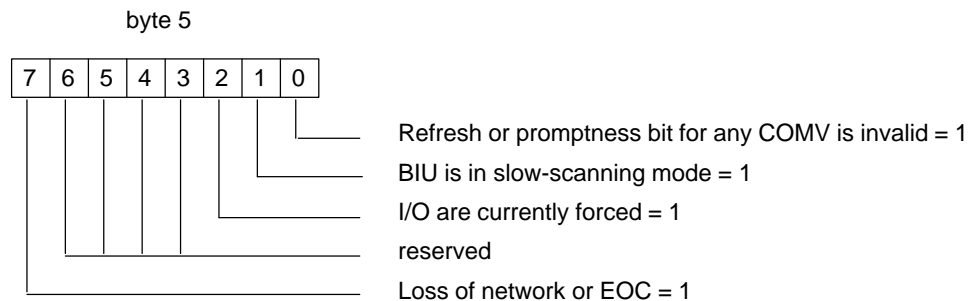 byte 5
7 6 5 4 3 2 1 0
Refresh or promptness bit for any COMV is invalid = 1
BIU is in slow-scanning mode = 1
I/O are currently forced = 1
reserved
Loss of network or EOC = 1